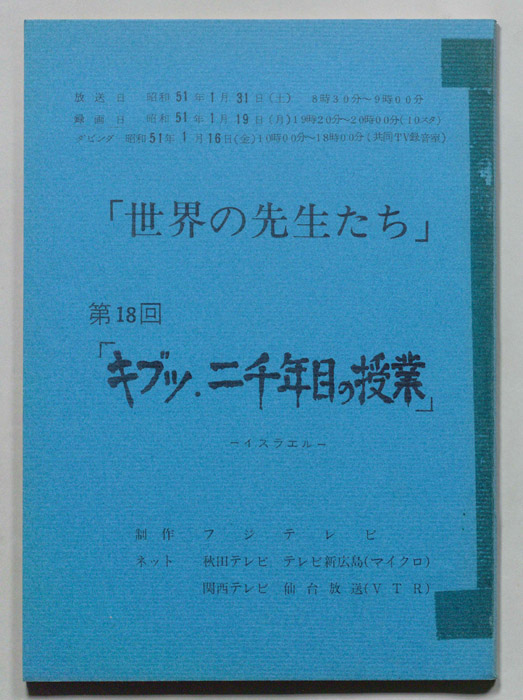 放送日 昭和51年1月31日(土) 8時30分〜9時00分
録画日 昭和51年1月19日(月)19時20分〜20時00分(10スタ)
ダビング 昭和51年1月16日(金)10時00分〜18時00分(共同TV録音室)
「世界の先生たち」
第18回
「キブツ.二千年目の授業」
－イスラエル－
制作 フジテレビ
ネット 秋田テレビ テレビ新広島(マイクロ)
関西テレビ 仙台放送(VTR)